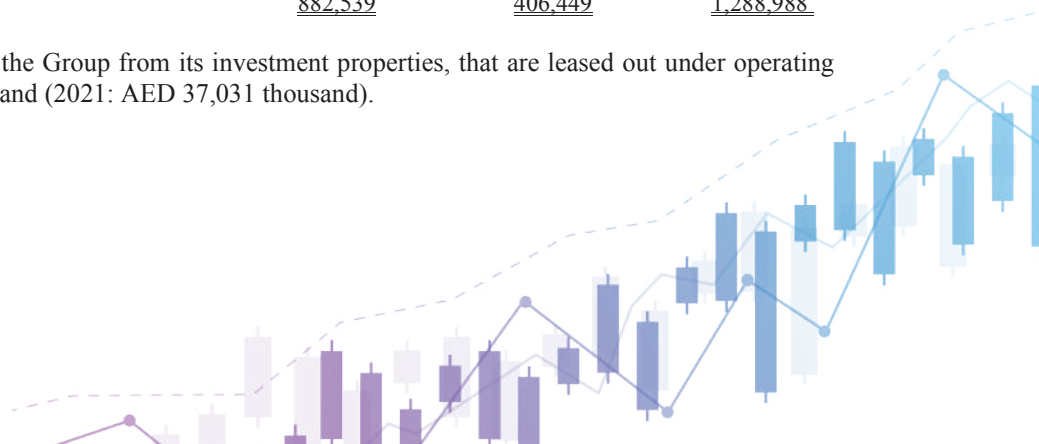 882,539 406,449 1,288,988
the Group from its investment properties, that are leased out under operating
and (2021: AED 37,031 thousand).